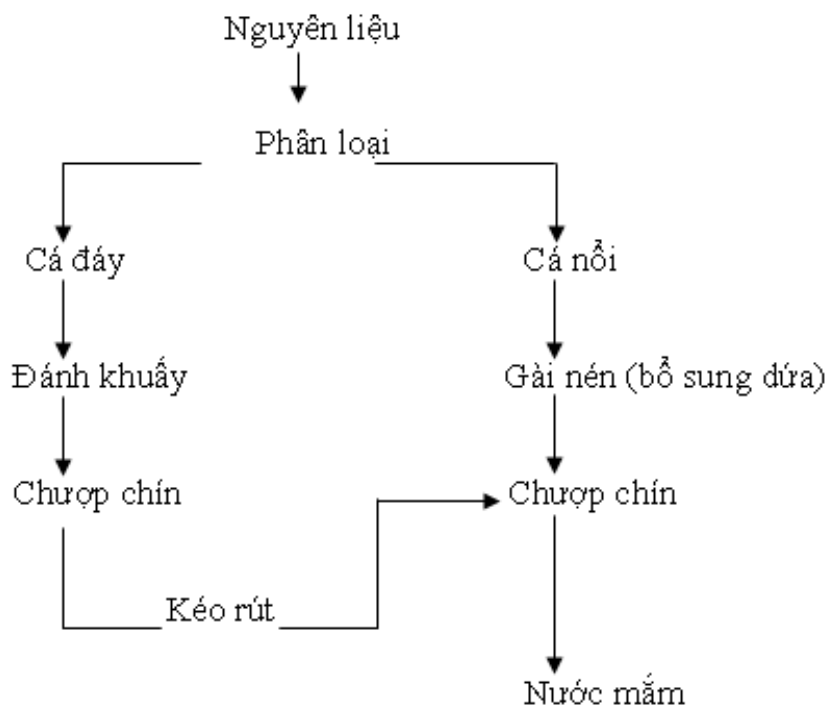 Nguyên liệu
Phân loại
Cá đáy
Cá nổi
Đánh khuấy
Gài nén (bổ sung dứa)
Chượp chín
Chượp chín
Kéo rút
Nước mắm